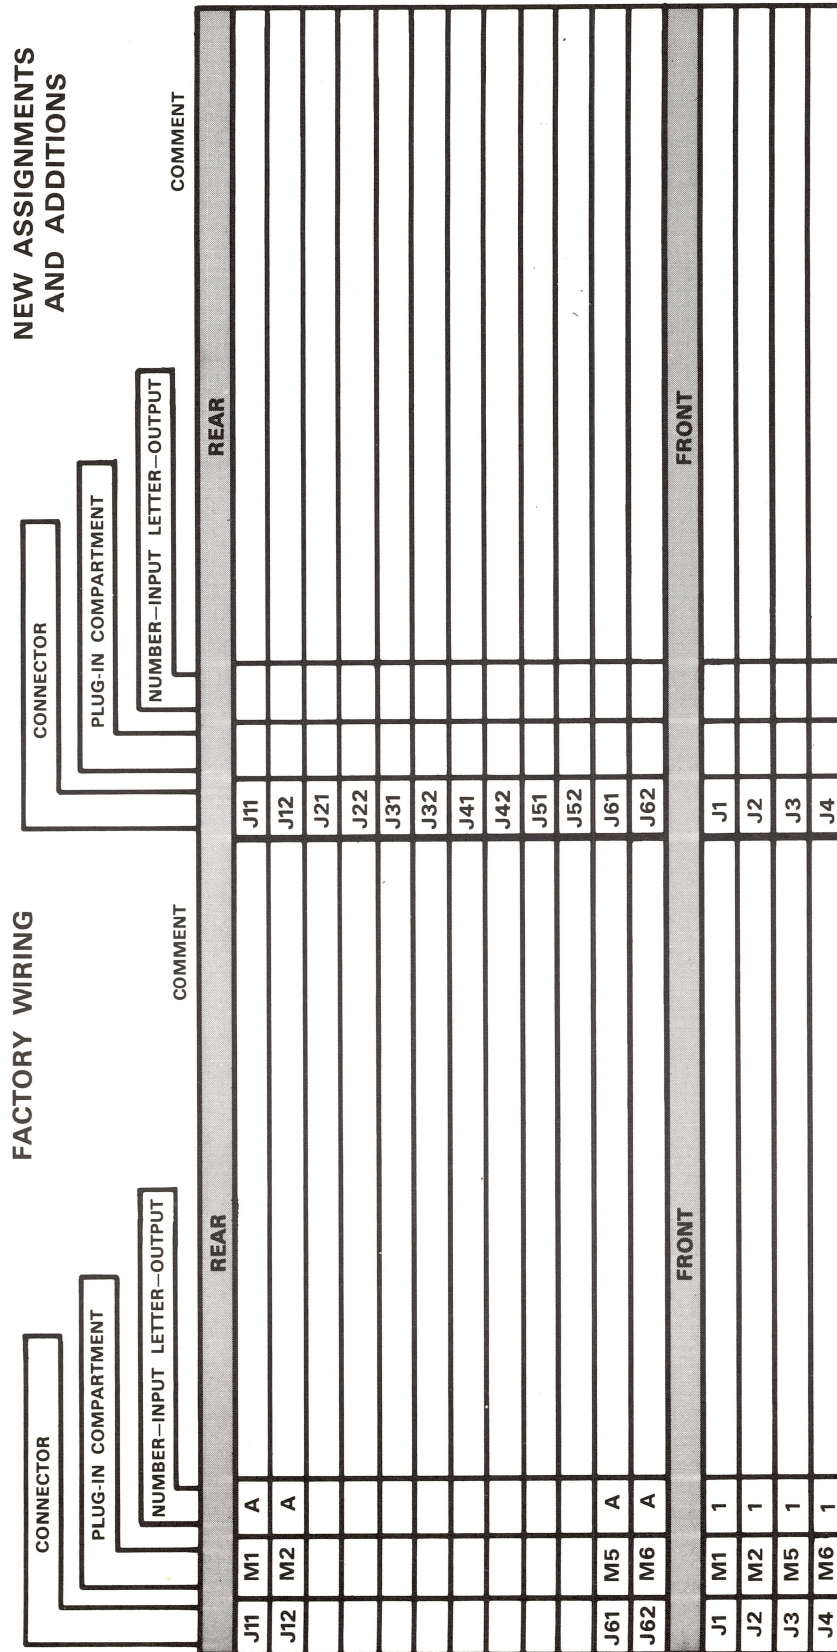 FACTORY WIRING
CONNECTOR
PLUG-IN COMPARTMENT
NUMBER—INPUT LETTER—OUTPUT
COMMENT
REAR
J11 M1 A
J12 M2 A
J61 M5 A
J62 M6 A
FRONT
J1 M1 1
J2 M2 1
J3 M5 1
J4 M6 1
NEW ASSIGNMENTS
AND ADDITIONS
CONNECTOR
PLUG-IN COMPARTMENT
NUMBER—INPUT LETTER—OUTPUT
COMMENT
REAR
J11
J12
J21
J22
J31
J32
J41
J42
J51
J52
J61
J62
FRONT
J1
J2
J3
J4